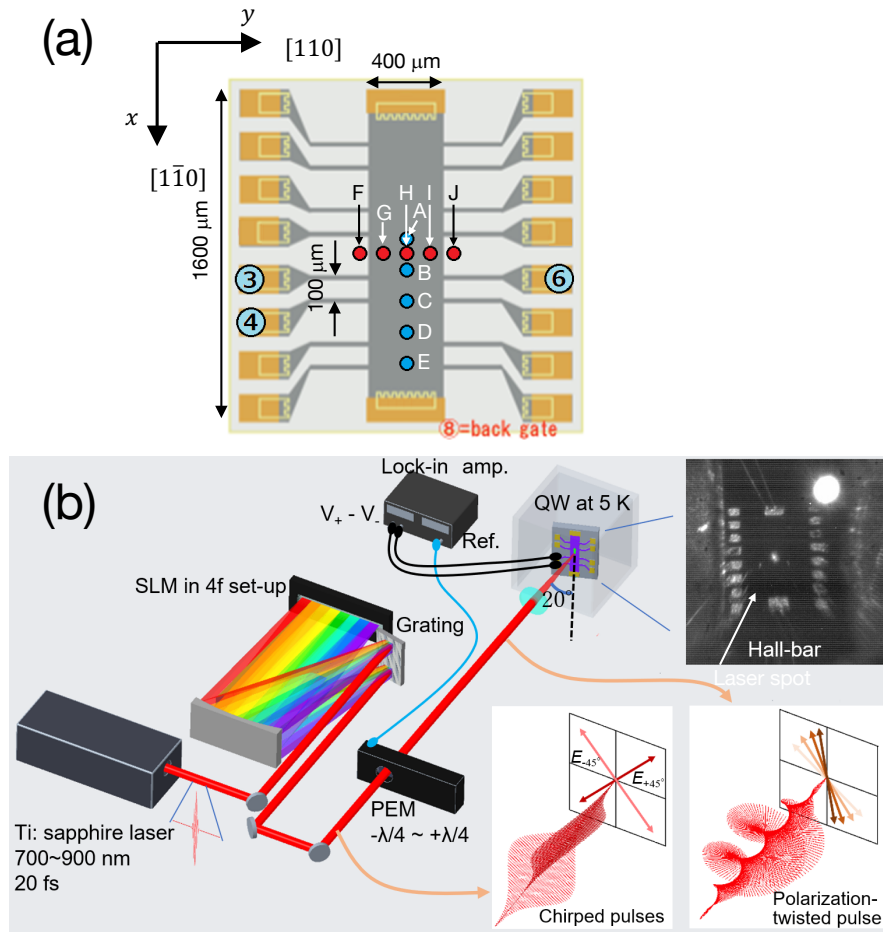 (a)
y
[110]
400 μm
x
[11̄0]
1600 μm
F
G
H
A
I
J
100 μm
B
C
D
E
③
④
⑥
⑧=back gate
(b)
Lock-in amp.
V+ - V-
Ref.
QW at 5 K
20°
SLM in 4f set-up
Grating
Hall-bar
Laser spot
PEM
-λ/4 ~ +λ/4
Ti: sapphire laser
700~900 nm
20 fs
E-45°
E+45°
Chirped pulses
Polarization-
twisted pulse